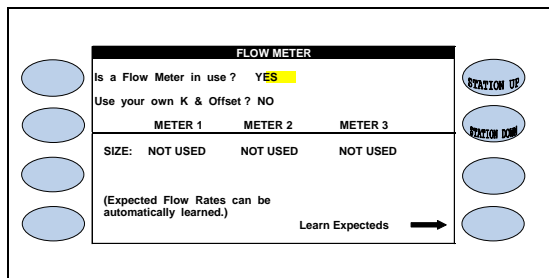 FLOW METER
Is a Flow Meter in use? YES
STATION UP
Use your own K & Offset? NO
STATION DOWN
METER 1 METER 2 METER 3
SIZE: NOT USED NOT USED NOT USED
(Expected Flow Rates can be
automatically learned.)
Learn Expecteds